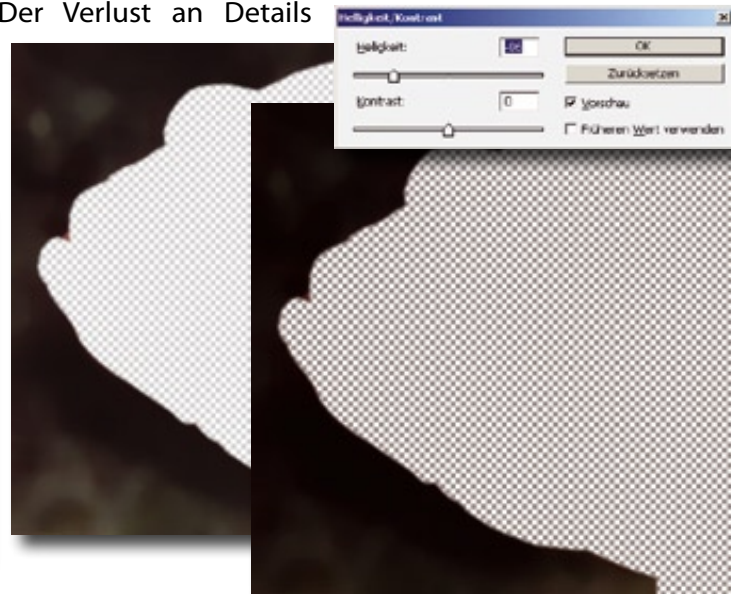 Der Verlust an Details
Helligkeit/Kontrast
Helligkeit:
OK
Zurücksetzen
Kontrast:
0
Vorschau
Früheren Wert verwenden